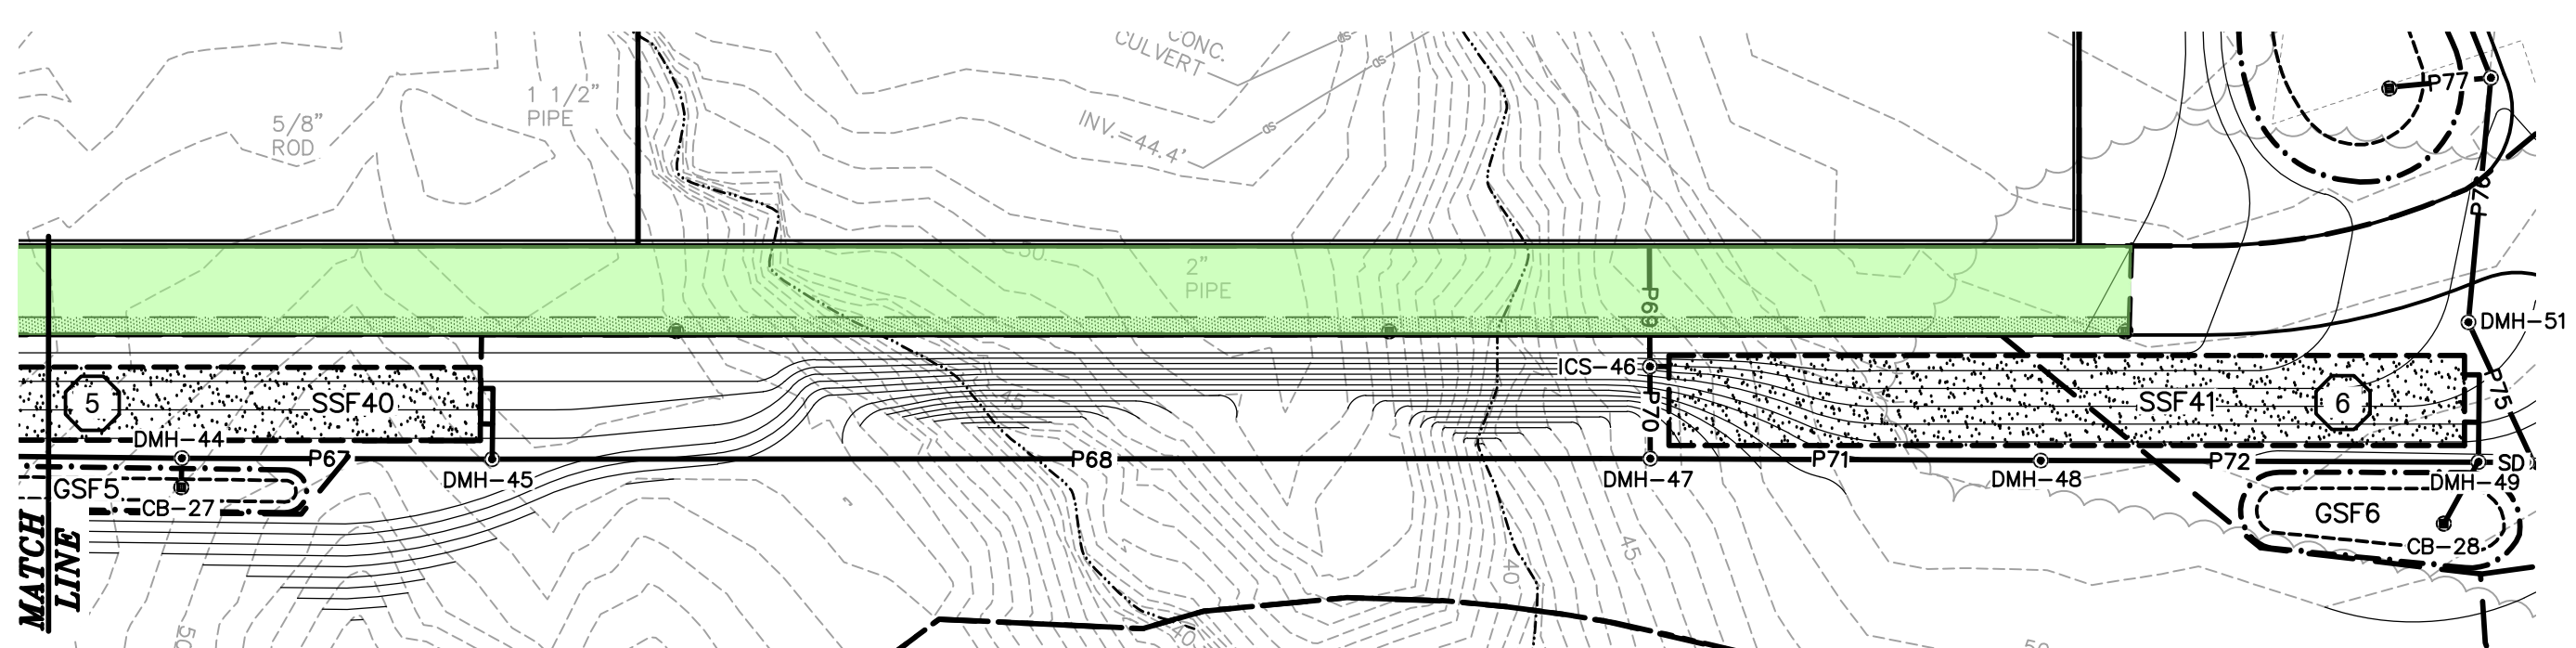 CONC.
CULVERT
1 1/2"
PIPE
5/8"
ROD
INV.=44.4'
as
as
as
P77
P76
50
2"
PIPE
P69
DMH-51
ICS-46
5
SSF40
45
P70
SSF41
6
P75
DMH-44
P67
P68
P71
P72
SD
DMH-45
DMH-47
DMH-48
DMH-49
GSF5
CB-27
GSF6
CB-28
MATCH
LINE
45
40
50
40
50